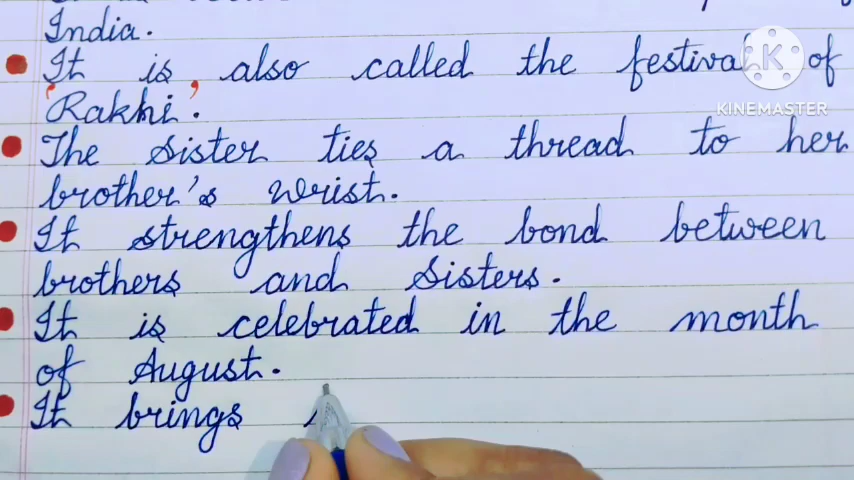 India.
It is also called the festival of
'Rakhi'.
The Sister ties a thread to her
brother's wrist.
It strengthens the bond between
brothers and Sisters.
It is celebrated in the month
of August.
It brings
K
KINEMASTER